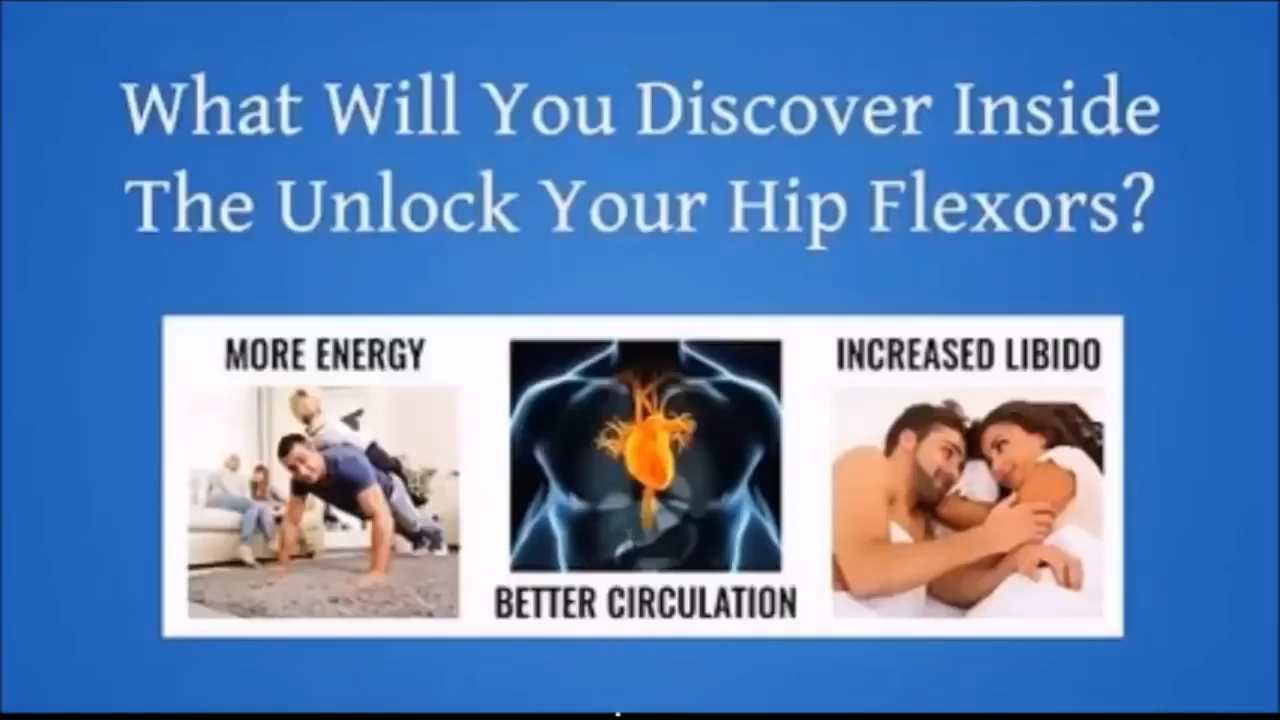 What Will You Discover Inside
The Unlock Your Hip Flexors?
MORE ENERGY
BETTER CIRCULATION
INCREASED LIBIDO